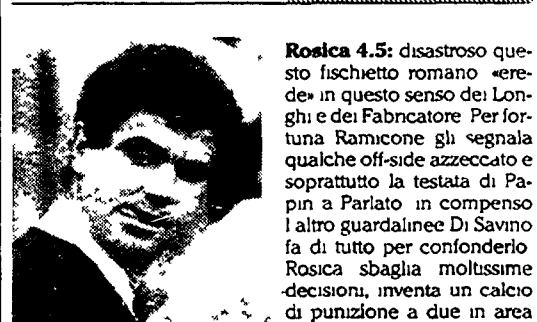 Rosica 4.5: disastroso que-
sto fischietto romano «ere-
de» in questo senso dei Lon-
ghi e dei Fabricatore Per for-
tuna Ramicone gli segnala
qualche off-side azzeccato e
soprattutto la testata di Pa-
pin a Parlato in compenso
l altro guardalinee Di Savino
fa di tutto per confonderlo
Rosica sbaglia moltissime
decisioni, inventa un calcio
di punizione a due in area